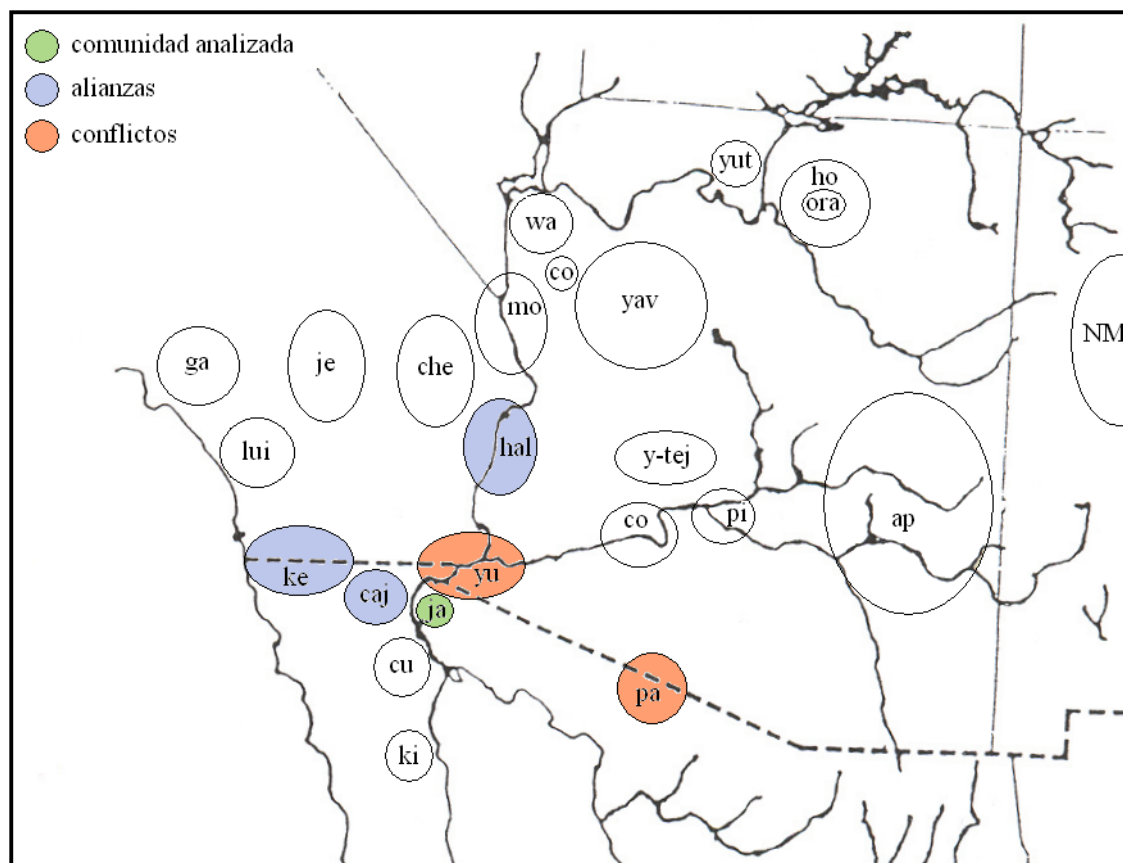 comunidad analizada
alianzas
conflictos
yut
ho
ora
wa
co
mo
yav
NM
ga
je
che
lui
hal
y-tej
co
pi
ap
ke
caj
yu
ja
cu
pa
ki